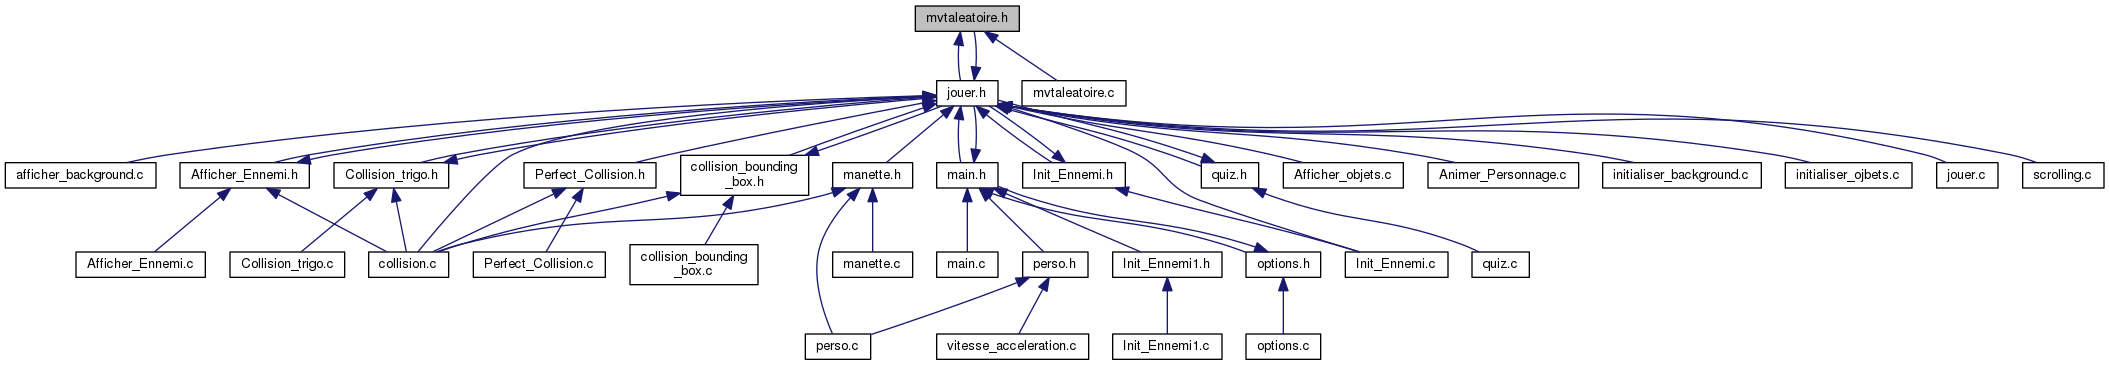 mvtaleatoire.h
jouer.h
mvtaleatoire.c
afficher_background.c
Afficher_Ennemi.h
Collision_trigo.h
Perfect_Collision.h
collision_bounding
_box.h
manette.h
main.h
Init_Ennemi.h
quiz.h
Afficher_objets.c
Animer_Personnage.c
initialiser_background.c
initialiser_ojbets.c
jouer.c
scrolling.c
Afficher_Ennemi.c
Collision_trigo.c
collision.c
Perfect_Collision.c
collision_bounding
_box.c
manette.c
main.c
perso.h
Init_Ennemi1.h
options.h
Init_Ennemi.c
quiz.c
perso.c
vitesse_acceleration.c
Init_Ennemi1.c
options.c